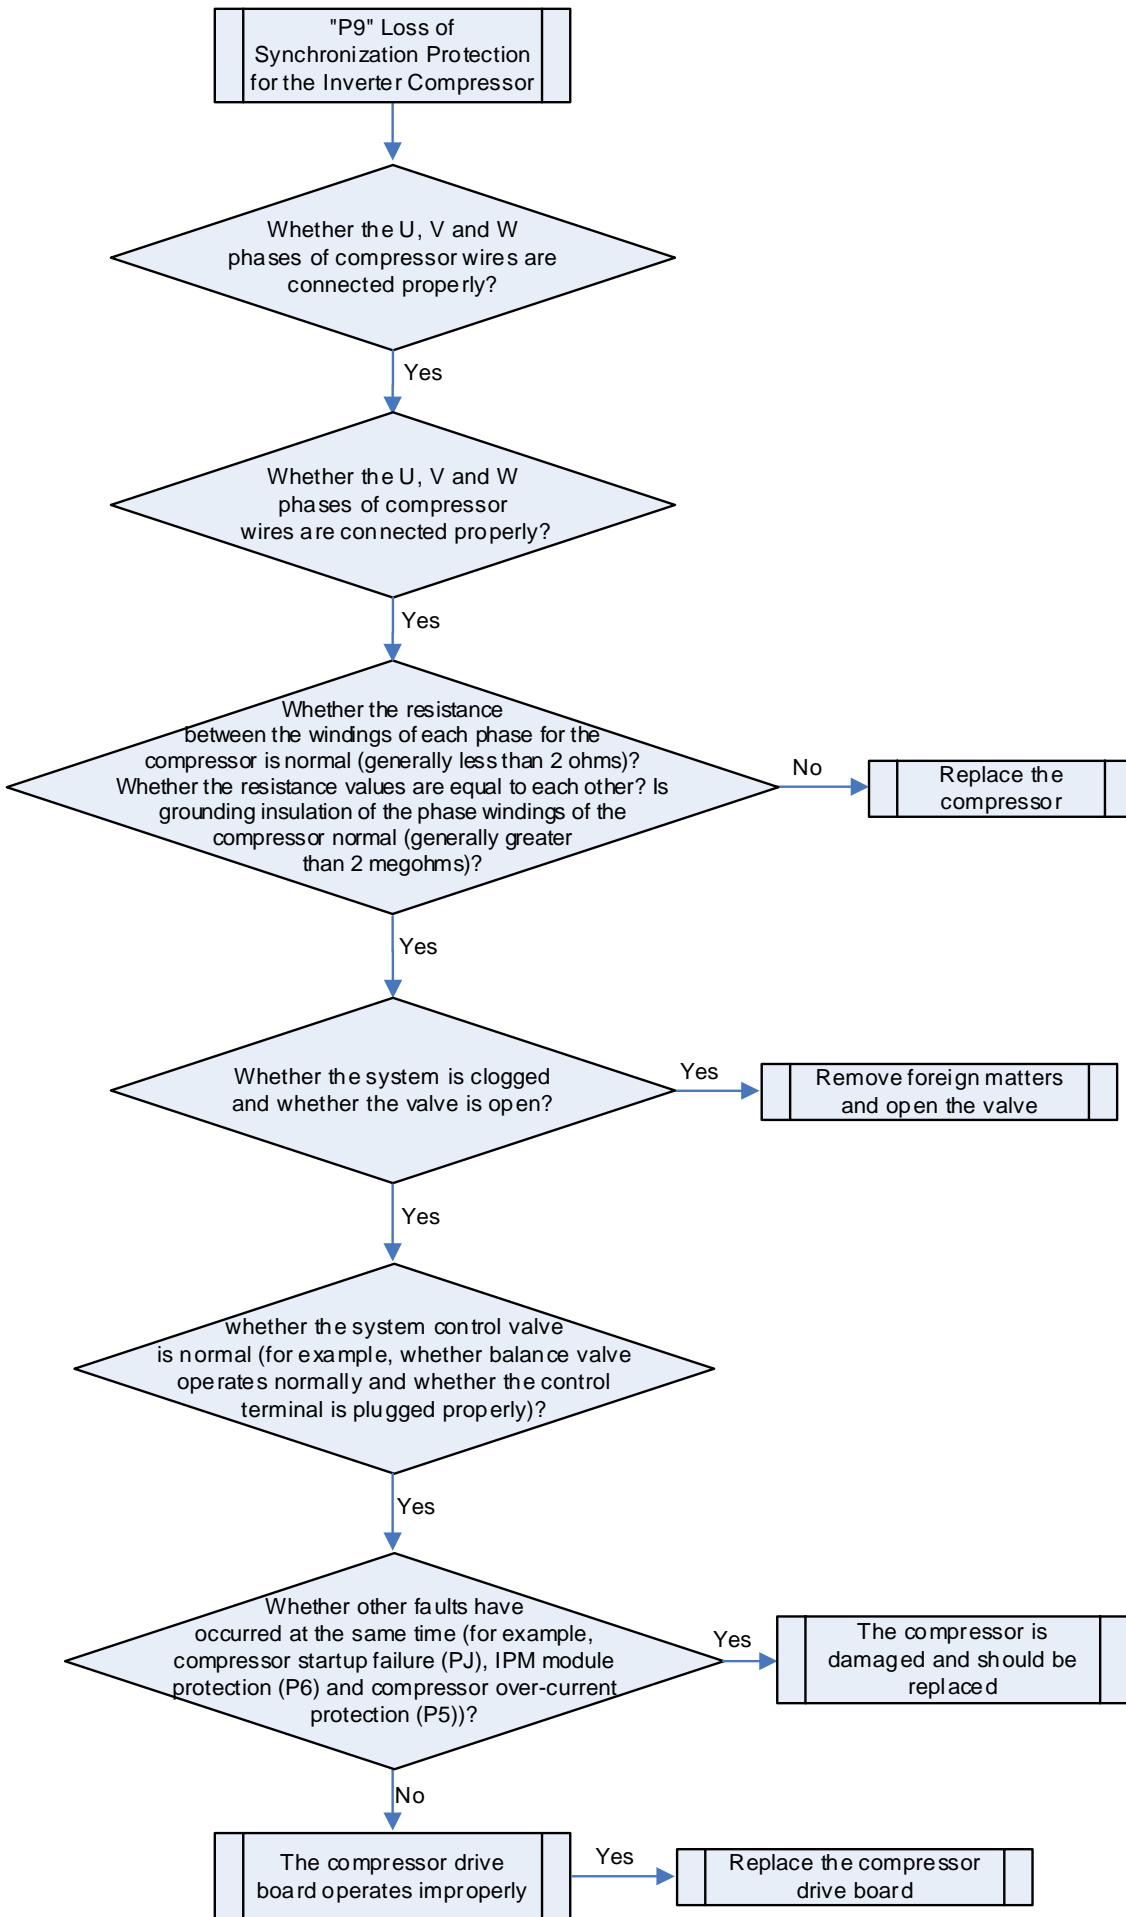 "P9" Loss of
Synchronization Protection
for the Inverter Compressor
Whether the U, V and W
phases of compressor wires are
connected properly?
Yes
Whether the U, V and W
phases of compressor
wires are connected properly?
Yes
Whether the resistance
between the windings of each phase for the
compressor is normal (generally less than 2 ohms)?
Whether the resistance values are equal to each other? Is
grounding insulation of the phase windings of the
compressor normal (generally greater
than 2 megohms)?
No
Replace the
compressor
Yes
Whether the system is clogged
and whether the valve is open?
Yes
Remove foreign matters
and open the valve
Yes
whether the system control valve
is normal (for example, whether balance valve
operates normally and whether the control
terminal is plugged properly)?
Yes
Whether other faults have
occurred at the same time (for example,
compressor startup failure (PJ), IPM module
protection (P6) and compressor over-current
protection (P5))?
Yes
The compressor is
damaged and should be
replaced
No
The compressor drive
board operates improperly
Yes
Replace the compressor
drive board